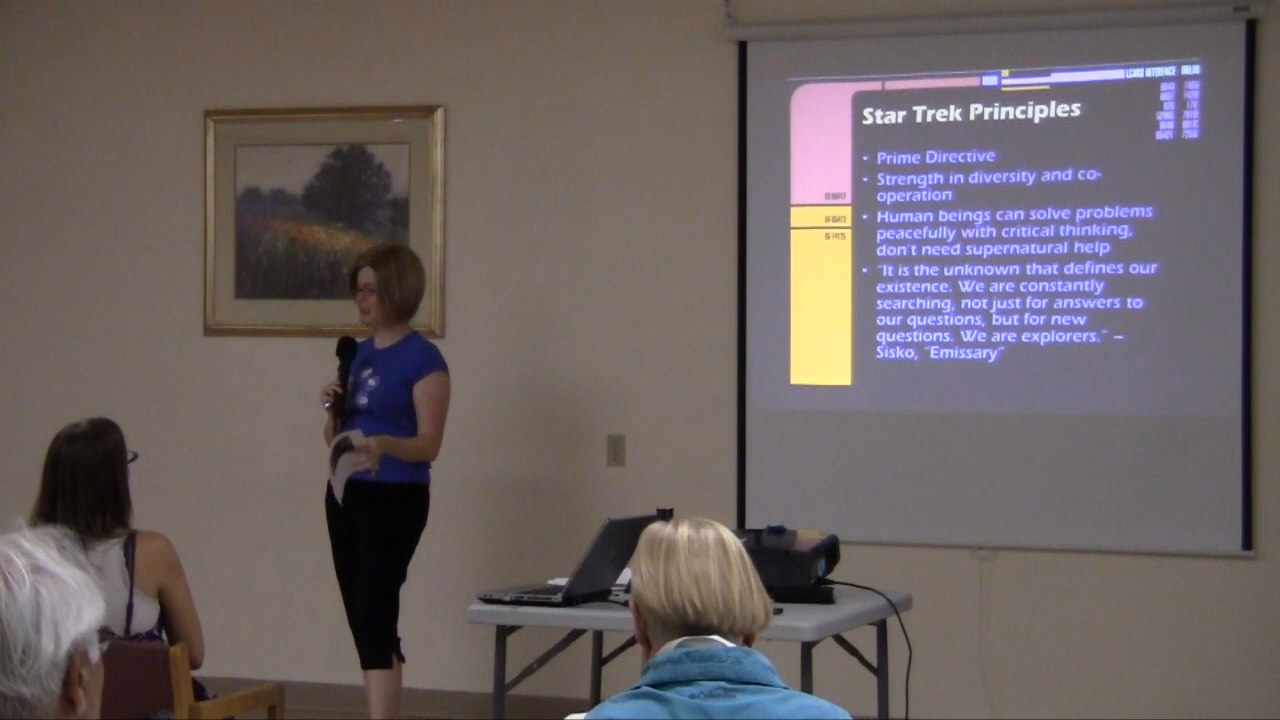 LCARS INTERFACE ONLINE
Star Trek Principles
• Prime Directive
• Strength in diversity and co-
operation
• Human beings can solve problems
peacefully with critical thinking,
don't need supernatural help
• "It is the unknown that defines our
existence. We are constantly
searching, not just for answers to
our questions, but for new
questions. We are explorers." –
Sisko, "Emissary"
Columbia